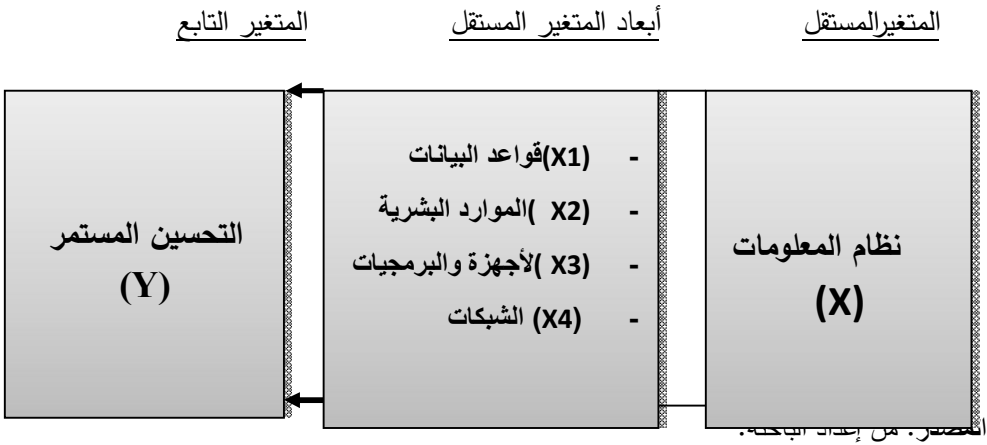 المتغيرالمستقل
أبعاد المتغير المستقل
المتغير التابع
نظام المعلومات
(X)
- (X1)قواعد البيانات
- (X2 )الموارد البشرية
- (X3 )لأجهزة والبرمجيات
- (X4) الشبكات
التحسين المستمر
(Y)
المصدر: من إعداد الباحثة.